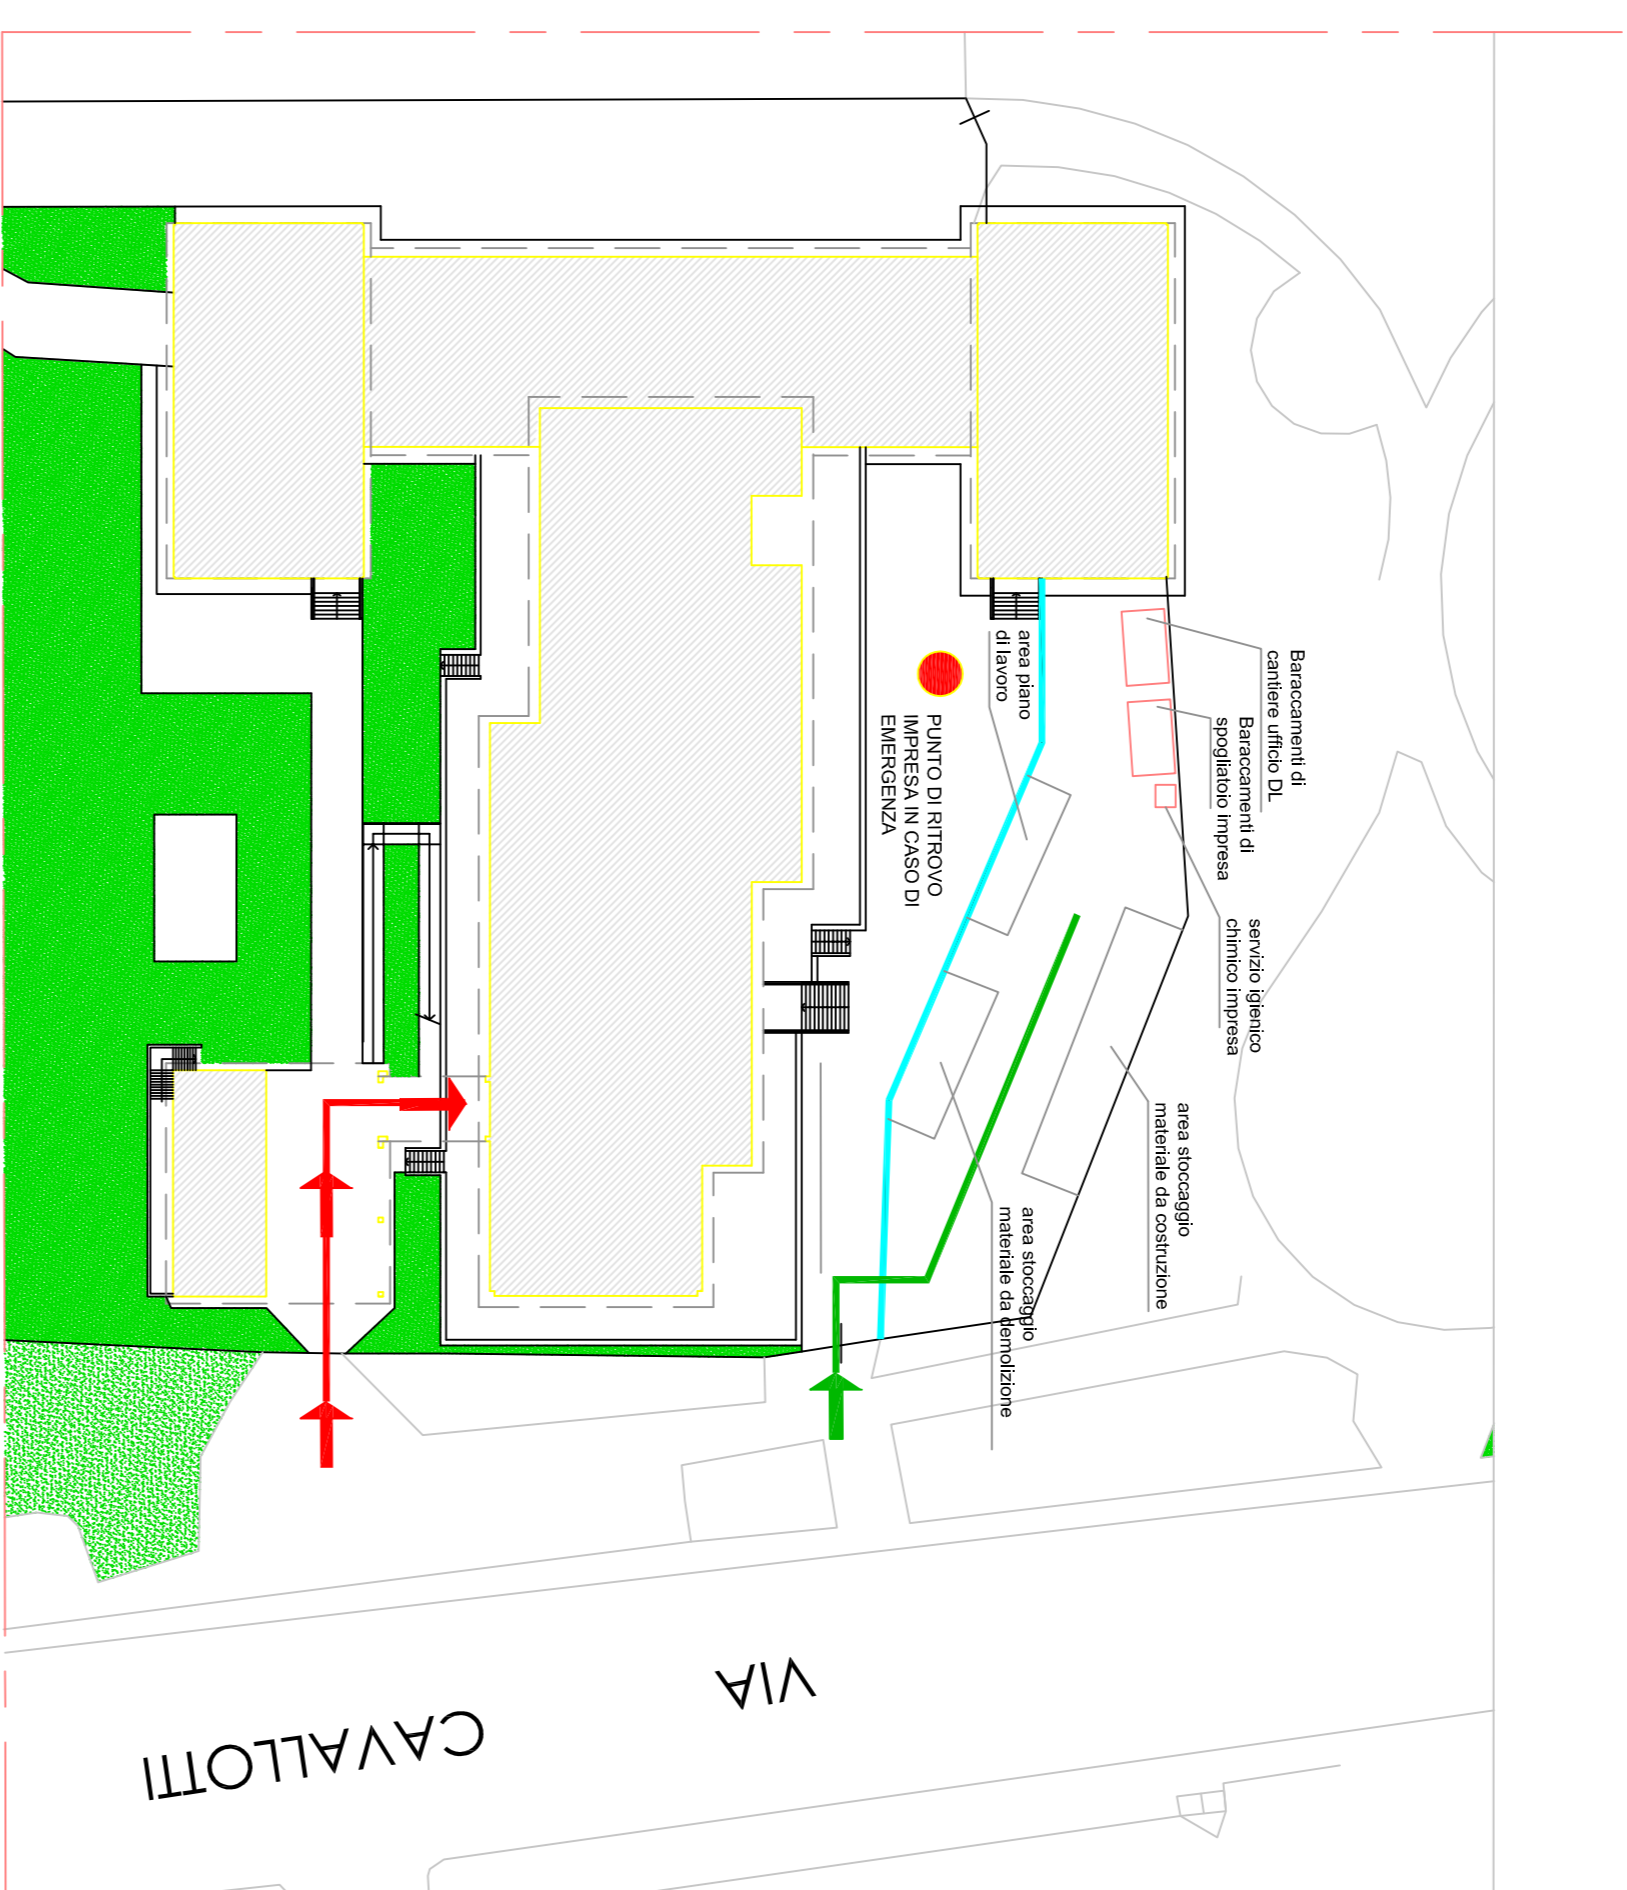 Baraccamenti di
cantiere ufficio DL
Baraccamenti di
spogliatoio impresa
servizio igienico
chimico impresa
area piano
di lavoro
PUNTO DI RITROVO
IMPRESA IN CASO DI
EMERGENZA
area stoccaggio
materiale da costruzione
area stoccaggio
materiale da demolizione
VIA
CAVALLOTTI